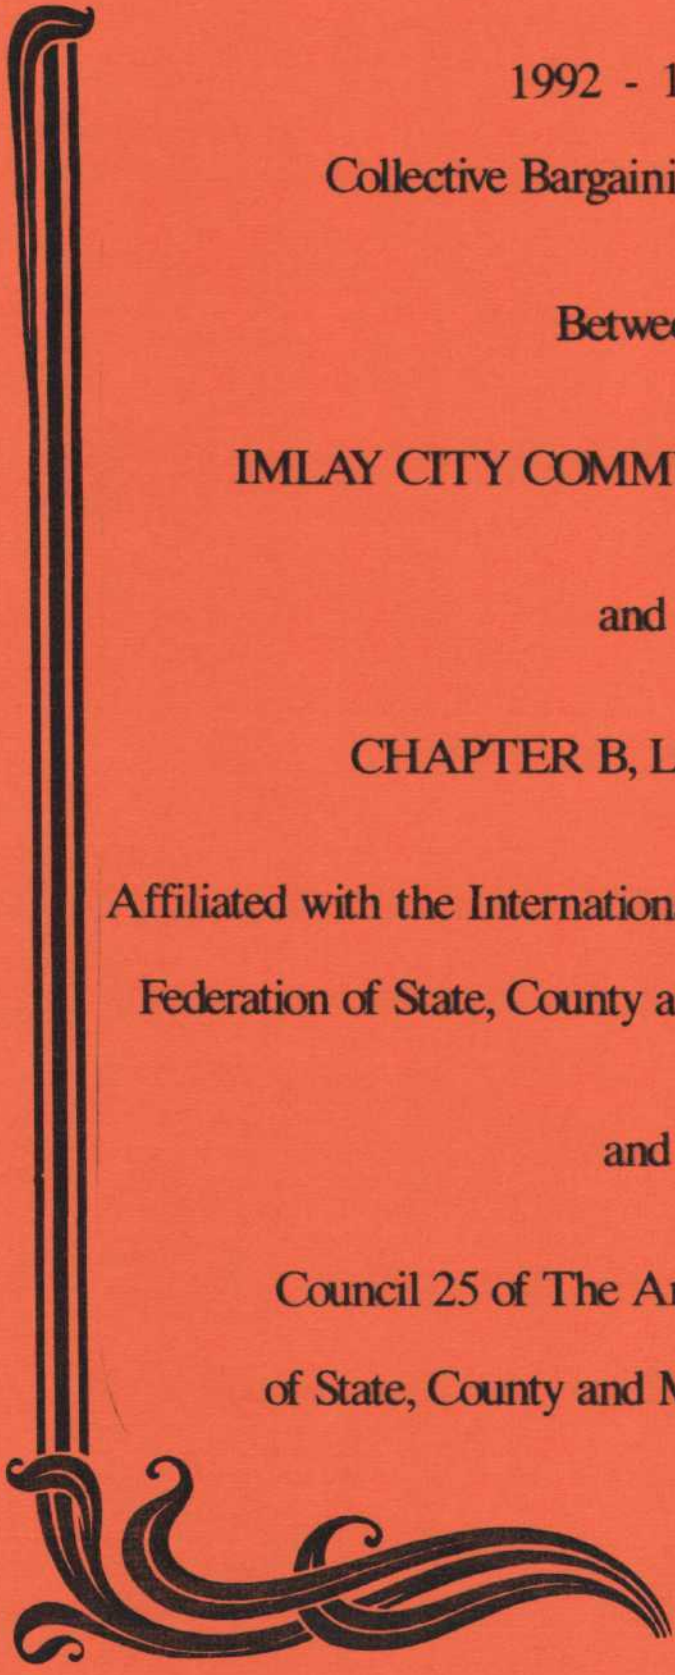 1992 - 1
Collective Bargaini
Betwee
IMLAY CITY COMM
and
CHAPTER B, L
Affiliated with the Internation
Federation of State, County a
and
Council 25 of The A
of State, County and M